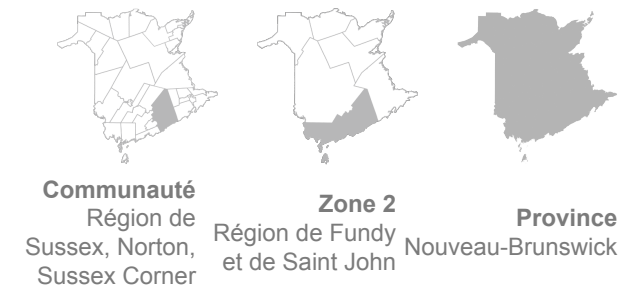 Communauté
Région de
Sussex, Norton,
Sussex Corner
Zone 2
Région de Fundy
et de Saint John
Province
Nouveau-Brunswick